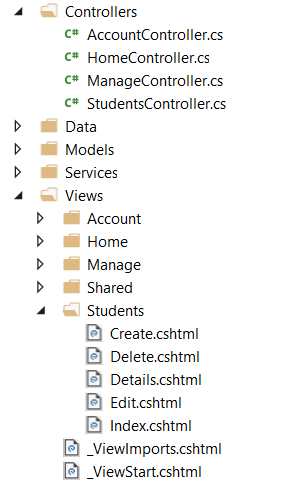 Controllers
C# AccountController.cs
C# HomeController.cs
C# ManageController.cs
C# StudentsController.cs
Data
Models
Services
Views
Account
Home
Manage
Shared
Students
Create.cshtml
Delete.cshtml
Details.cshtml
Edit.cshtml
Index.cshtml
_ViewImports.cshtml
_ViewStart.cshtml